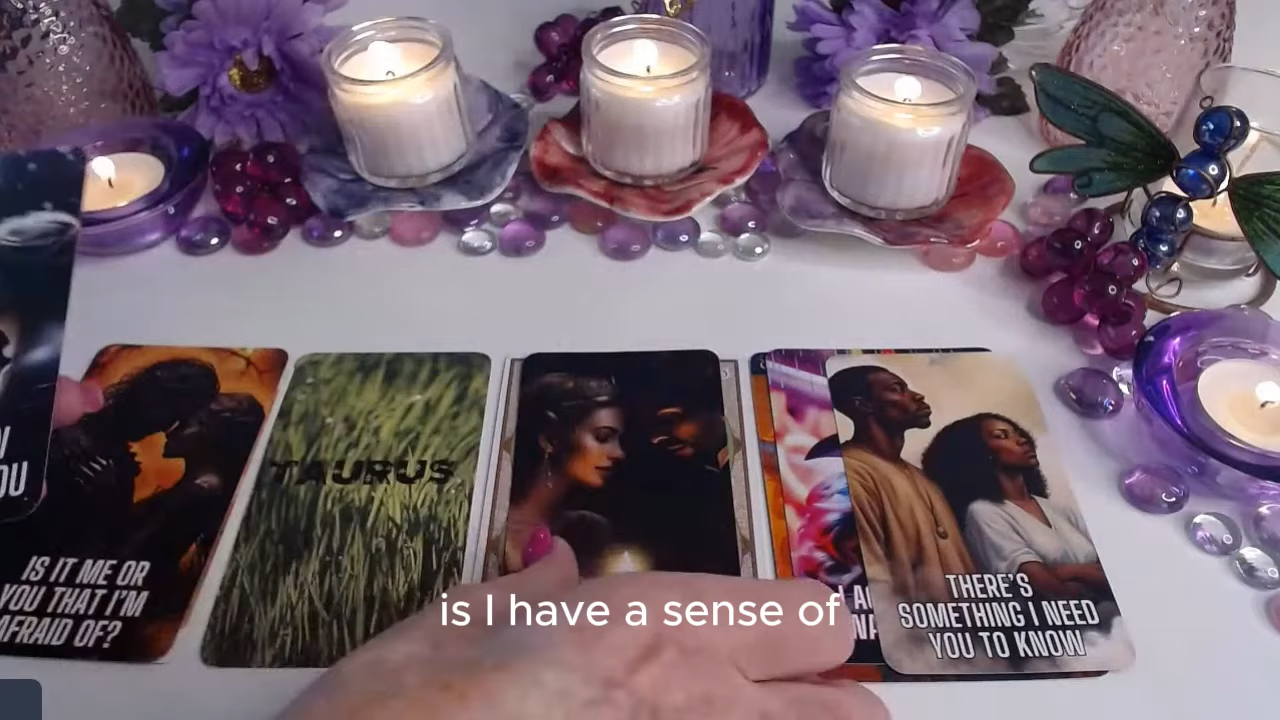 OU
IS IT ME OR
YOU THAT I'M
AFRAID OF?
TAURUS
THERE'S
SOMETHING I NEED
YOU TO KNOW
is I have a sense of